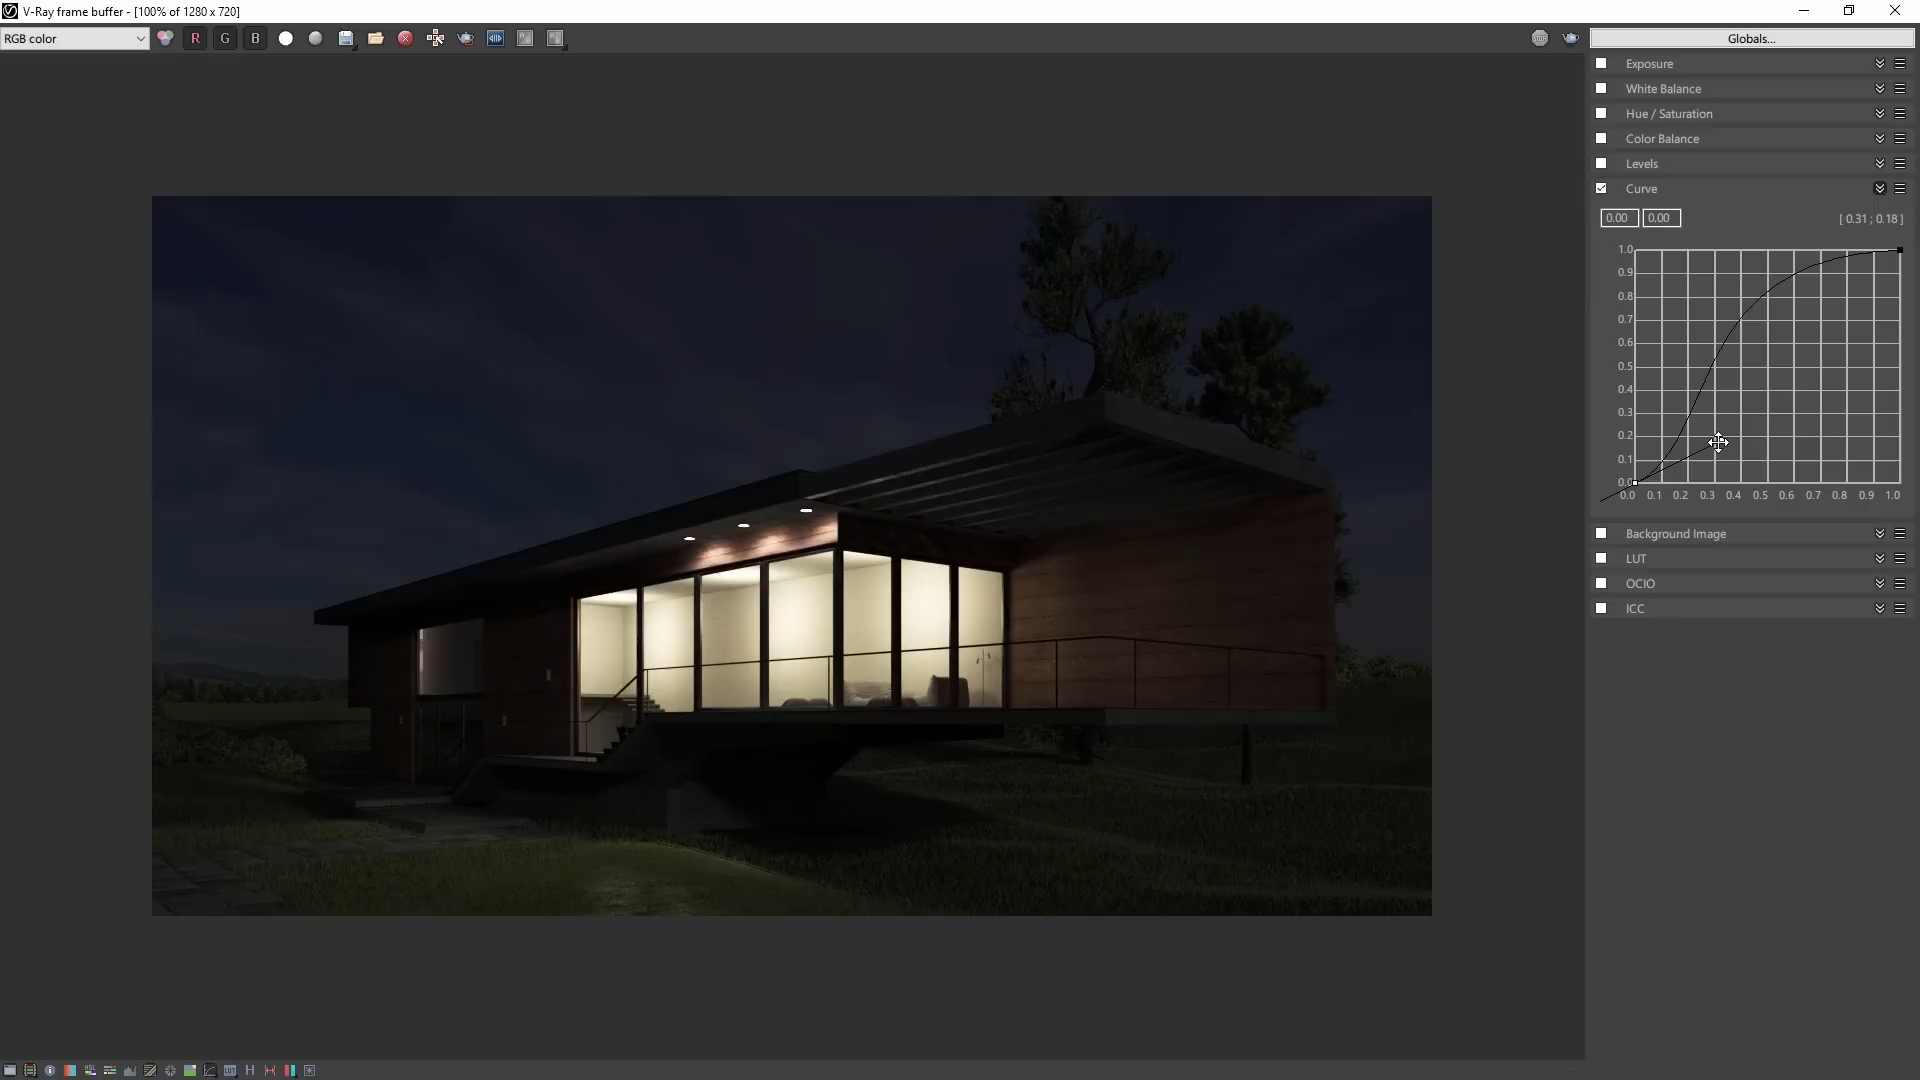 V-Ray frame buffer - [100% of 1280 x 720]
RGB color
R G B
STOP
Globals...
Exposure
White Balance
Hue / Saturation
Color Balance
Levels
Curve
0.00 0.00 [ 0.31 ; 0.18 ]
1.0
0.9
0.8
0.7
0.6
0.5
0.4
0.3
0.2
0.1
0.0
0.0 0.1 0.2 0.3 0.4 0.5 0.6 0.7 0.8 0.9 1.0
Background Image
LUT
OCIO
ICC
HSL LUT H